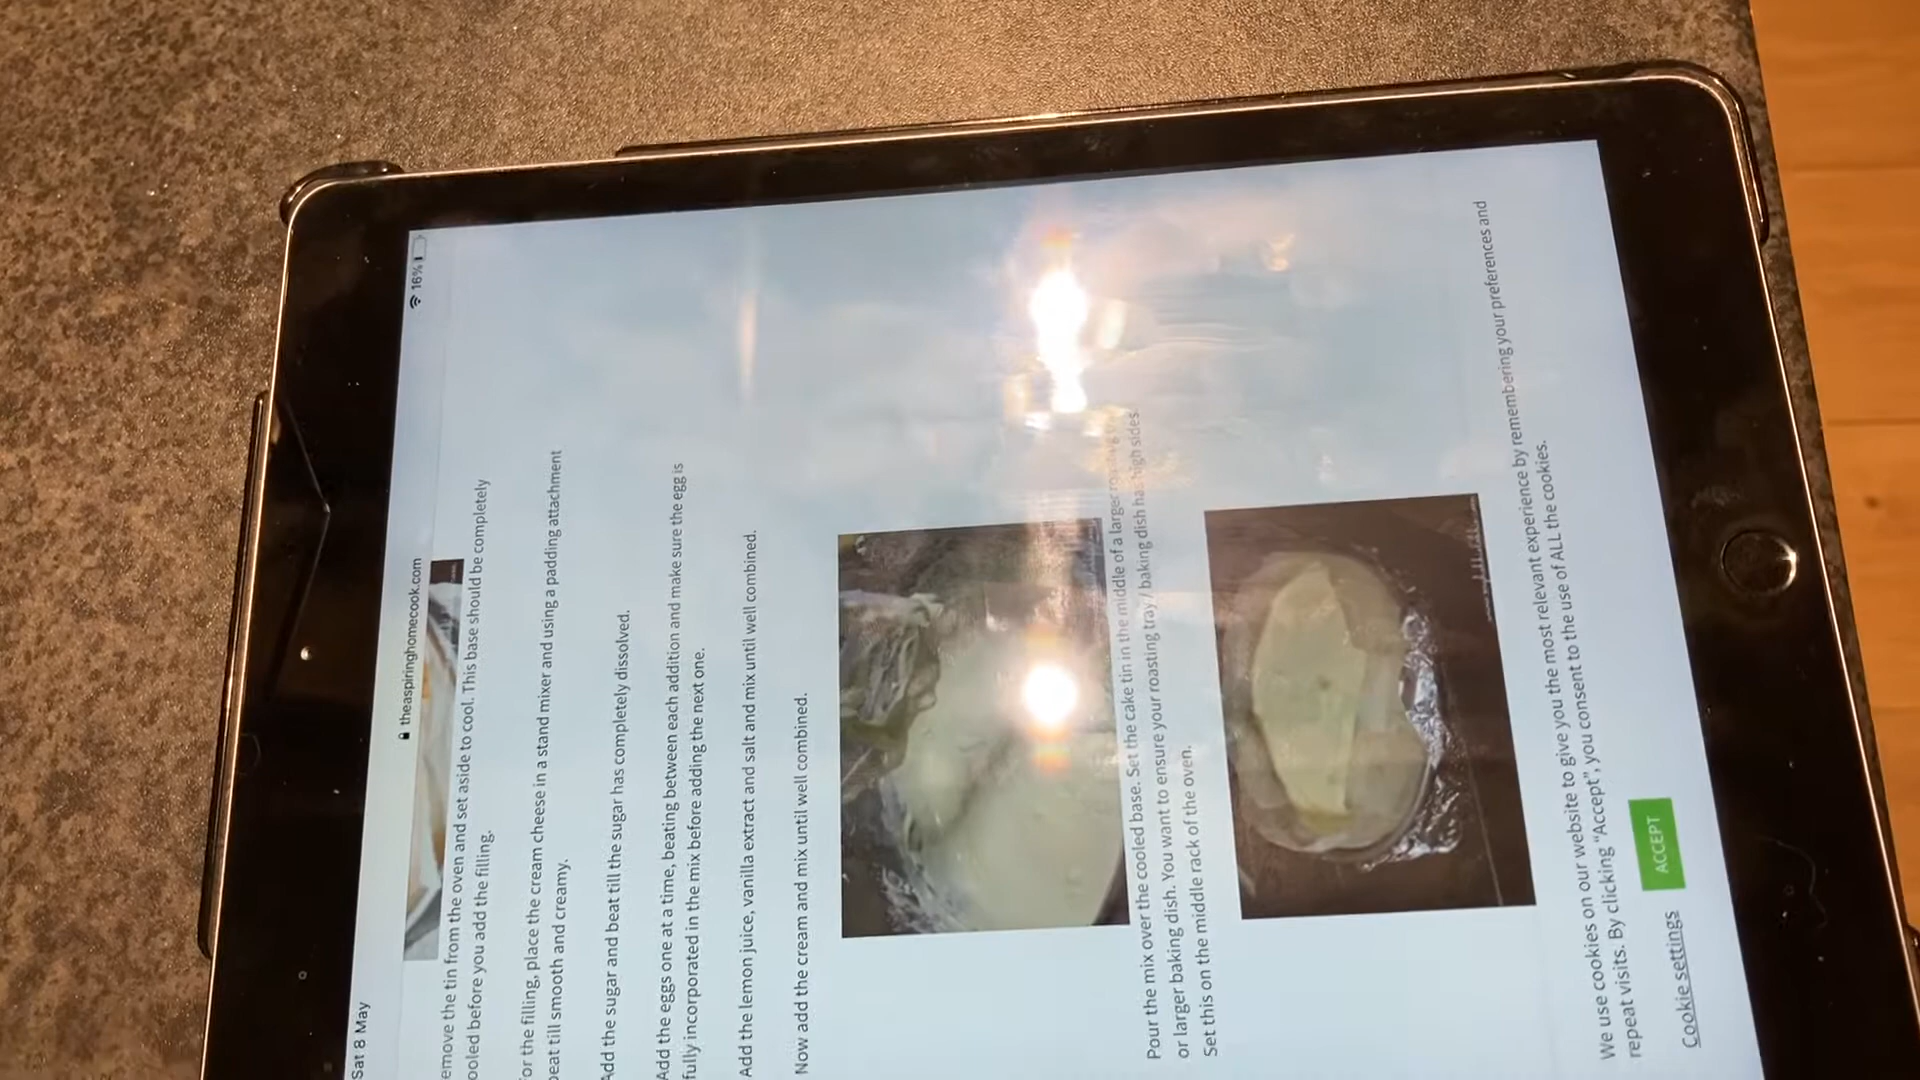 Sat 8 May
16%
theaspiringhomecook.com
emove the tin from the oven and set aside to cool. This base should be completely
ooled before you add the filling.
or the filling, place the cream cheese in a stand mixer and using a padding attachment
beat till smooth and creamy.
Add the sugar and beat till the sugar has completely dissolved.
Add the eggs one at a time, beating between each addition and make sure the egg is
fully incorporated in the mix before adding the next one.
Add the lemon juice, vanilla extract and salt and mix until well combined.
Now add the cream and mix until well combined.
Pour the mix over the cooled base. Set the cake tin in the middle of a larger
or larger baking dish. You want to ensure your roasting tray / baking dish has high sides.
Set this on the middle rack of the oven.
We use cookies on our website to give you the most relevant experience by remembering your preferences and
repeat visits. By clicking “Accept”, you consent to the use of ALL the cookies.
Cookie settings
ACCEPT